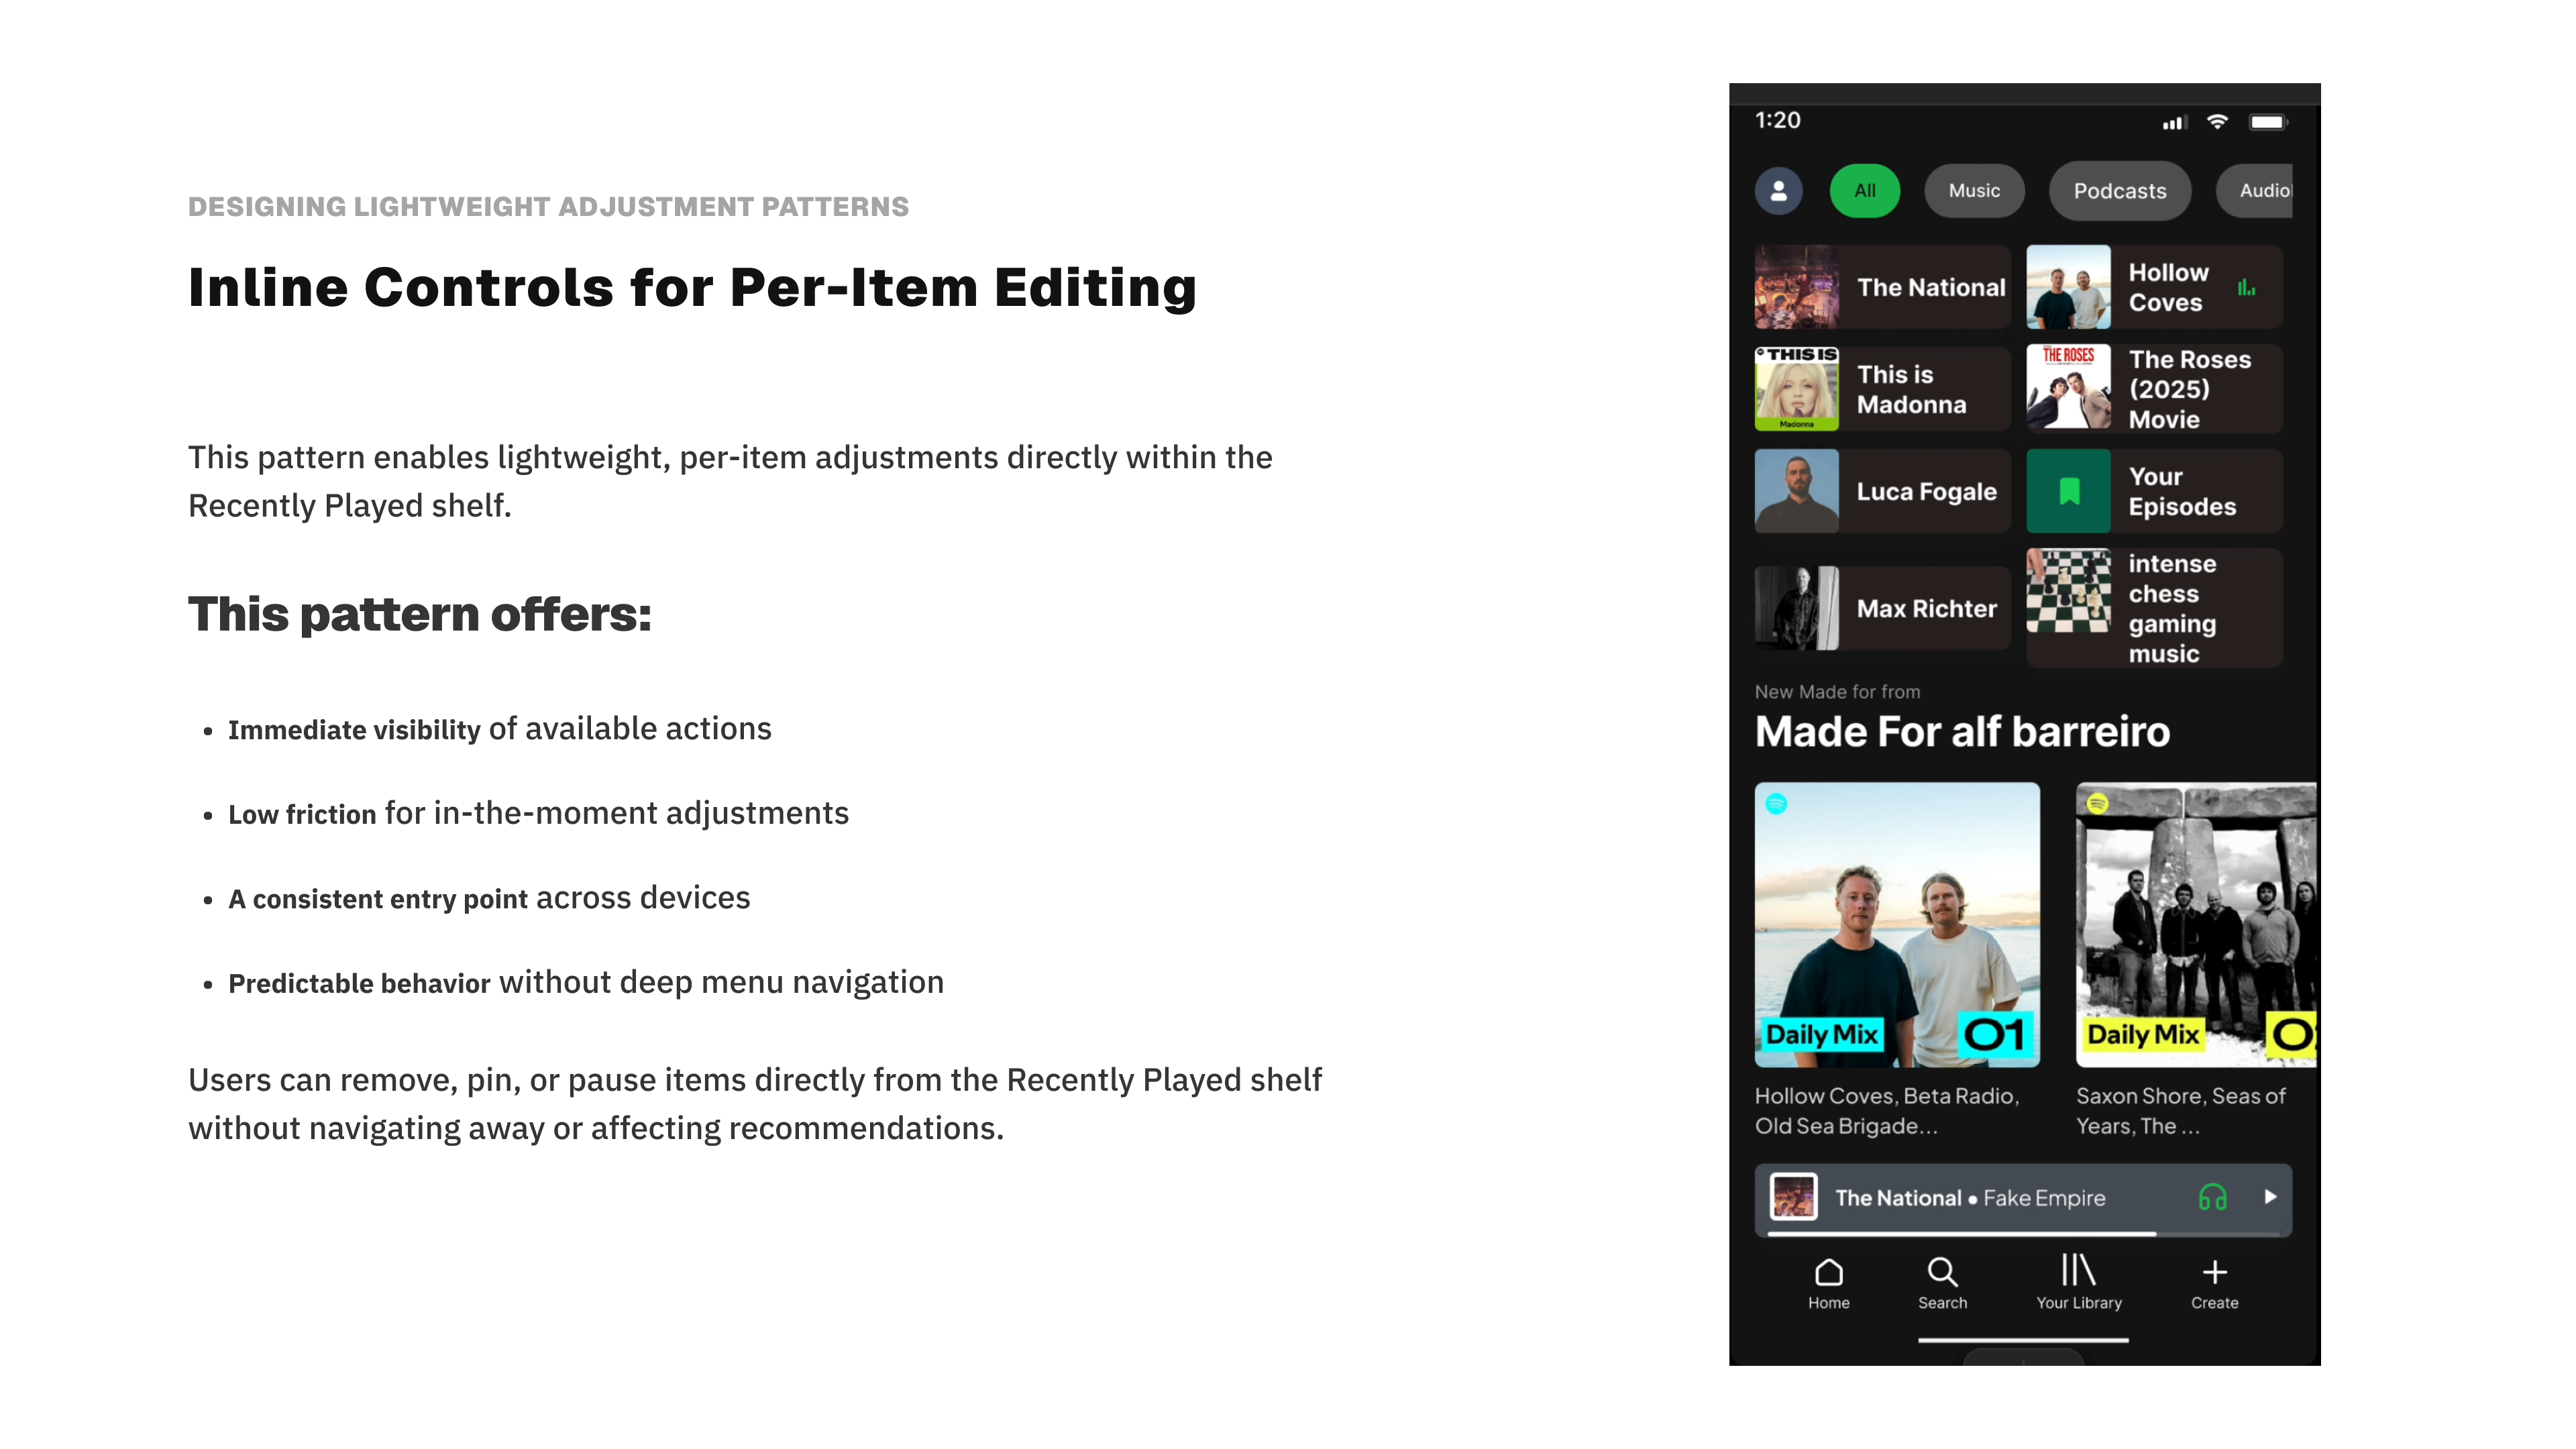 DESIGNING LIGHTWEIGHT ADJUSTMENT PATTERNS
Inline Controls for Per-Item Editing
This pattern enables lightweight, per-item adjustments directly within the
Recently Played shelf.
This pattern offers:
• Immediate visibility of available actions
• Low friction for in-the-moment adjustments
• A consistent entry point across devices
• Predictable behavior without deep menu navigation
Users can remove, pin, or pause items directly from the Recently Played shelf
without navigating away or affecting recommendations.
1:20
All
Music
Podcasts
Audio
The National
Hollow
Coves
THIS IS
Madonna
This is
Madonna
THE ROSES
The Roses
(2025)
Movie
Luca Fogale
Your
Episodes
Max Richter
intense
chess
gaming
music
New Made for from
Made For alf barreiro
Daily Mix
01
Daily Mix
Hollow Coves, Beta Radio,
Old Sea Brigade...
Saxon Shore, Seas of
Years, The ...
The National • Fake Empire
Home
Search
Your Library
Create